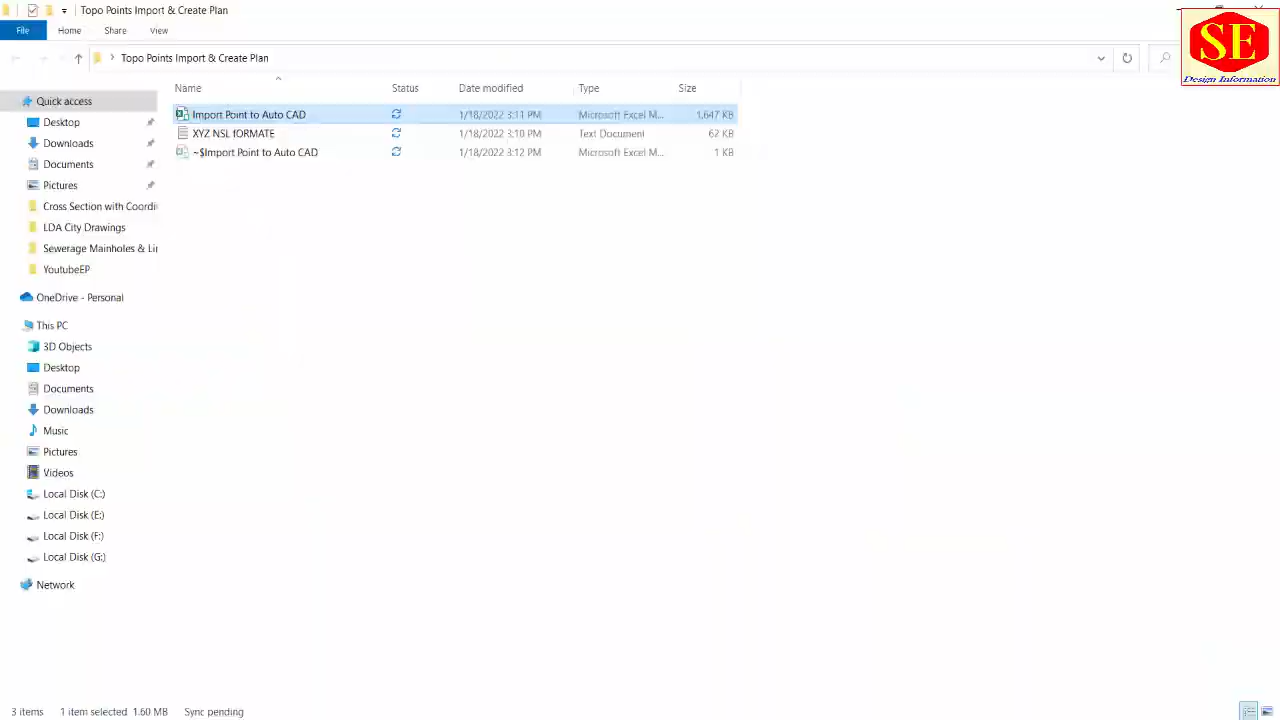 Topo Points Import & Create Plan
File Home Share View
Topo Points Import & Create Plan
SE
Design Information
Name Status Date modified Type Size
Quick access
Desktop
Downloads
Documents
Pictures
Cross Section with Coordi
LDA City Drawings
Sewerage Mainholes & Lir
YoutubeEP
OneDrive - Personal
This PC
3D Objects
Desktop
Documents
Downloads
Music
Pictures
Videos
Local Disk (C:)
Local Disk (E:)
Local Disk (F:)
Local Disk (G:)
Network
Import Point to Auto CAD 1/18/2022 3:11 PM Microsoft Excel M... 1,647 KB
XYZ NSL fORMATE 1/18/2022 3:10 PM Text Document 62 KB
~$Import Point to Auto CAD 1/18/2022 3:12 PM Microsoft Excel M... 1 KB
3 items 1 item selected 1.60 MB Sync pending